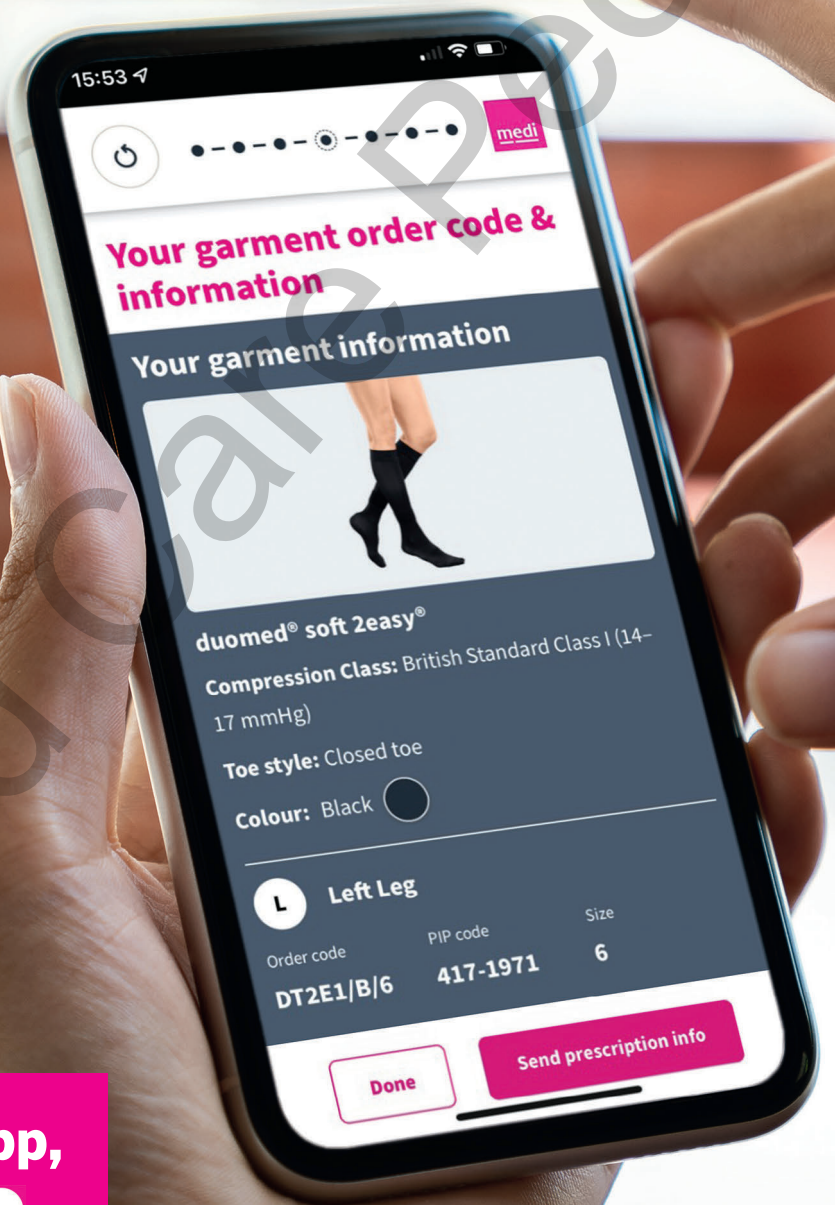 15:53
medi
Your garment order code &
information
Your garment information
duomed® soft 2easy®
Compression Class: British Standard Class I (14–
17 mmHg)
Toe style: Closed toe
Colour: Black
L Left Leg
Order code PIP code Size
DT2E1/B/6 417-1971 6
Done Send prescription info